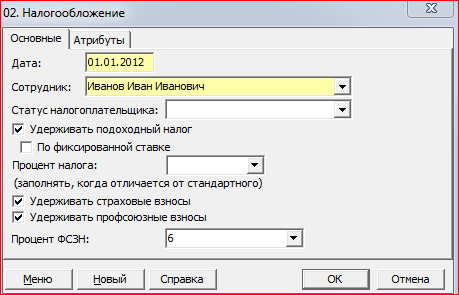 02. Налогообложение
Основные Атрибуты
Дата: 01.01.2012
Сотрудник: Иванов Иван Иванович
Статус налогоплательщика:
Удерживать подоходный налог
По фиксированной ставке
Процент налога:
(заполнять, когда отличается от стандартного)
Удерживать страховые взносы
Удерживать профсоюзные взносы
Процент ФСЗН: 6
Меню Новый Справка ОК Отмена